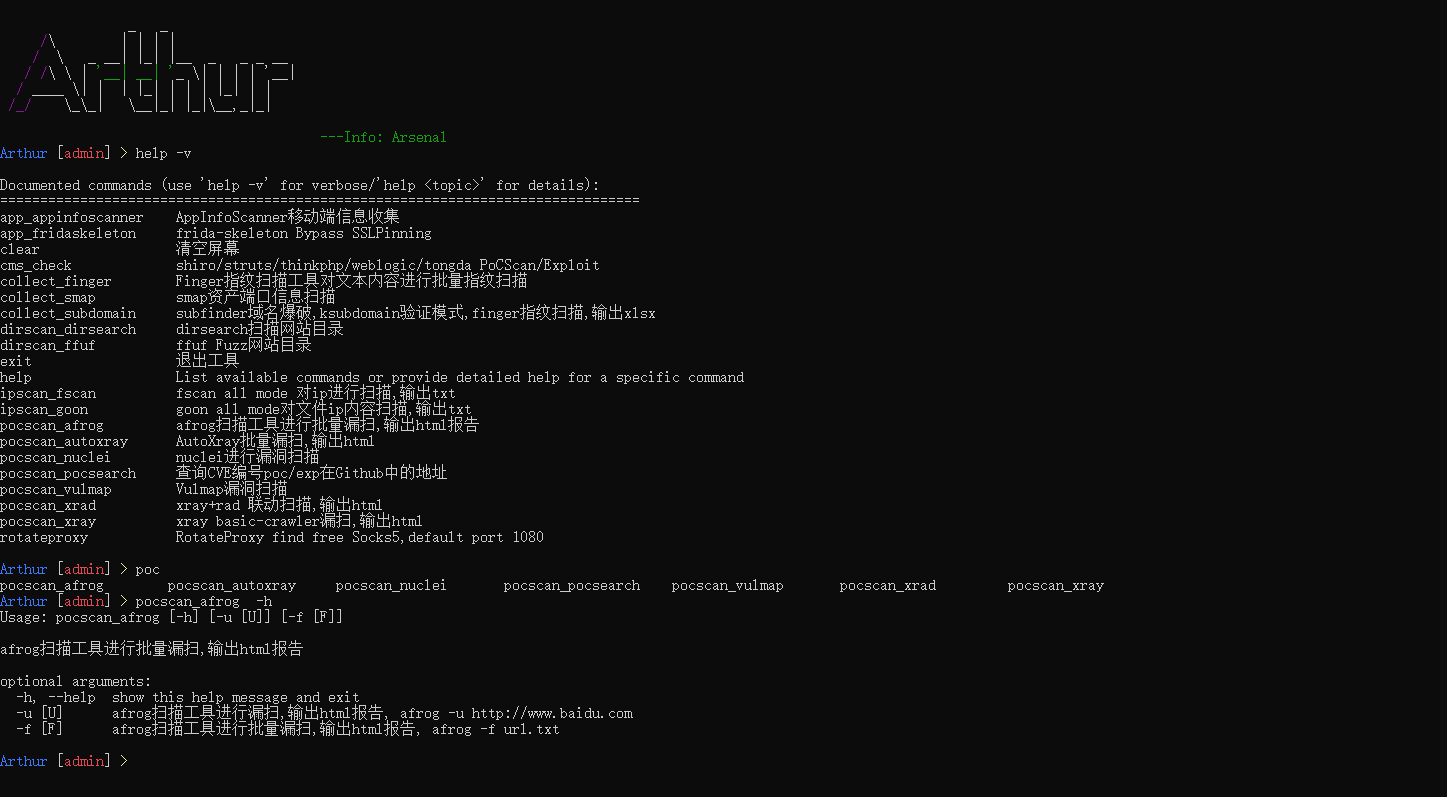 Arthur
---Info: Arsenal
Arthur [admin] > help -v
Documented commands (use 'help -v' for verbose/'help <topic>' for details):
================================================================================
app_appinfoscanner    AppInfoScanner移动端信息收集
app_fridaskeleton     frida-skeleton Bypass SSLPinning
clear                 清空屏幕
cms_check             shiro/struts/thinkphp/weblogic/tongda PoCScan/Exploit
collect_finger        Finger指纹扫描工具对文本内容进行批量指纹扫描
collect_smap          smap资产端口信息扫描
collect_subdomain     subfinder域名爆破,ksubdomain验证模式,finger指纹扫描,输出xlsx
dirscan_dirsearch     dirsearch扫描网站目录
dirscan_ffuf          ffuf Fuzz网站目录
exit                  退出工具
help                  List available commands or provide detailed help for a specific command
ipscan_fscan          fscan all mode 对ip进行扫描,输出txt
ipscan_goon           goon all mode对文件ip内容扫描,输出txt
pocscan_afrog         afrog扫描工具进行批量漏扫,输出html报告
pocscan_autoxray      AutoXray批量漏扫,输出html
pocscan_nuclei        nuclei进行漏洞扫描
pocscan_pocsearch     查询CVE编号poc/exp在Github中的地址
pocscan_vulmap        Vulmap漏洞扫描
pocscan_xrad          xray+rad 联动扫描,输出html
pocscan_xray          xray basic-crawler漏扫,输出html
rotateproxy           RotateProxy find free Socks5,default port 1080
Arthur [admin] > poc
pocscan_afrog        pocscan_autoxray     pocscan_nuclei       pocscan_pocsearch    pocscan_vulmap       pocscan_xrad         pocscan_xray
Arthur [admin] > pocscan_afrog  -h
Usage: pocscan_afrog [-h] [-u [U]] [-f [F]]
afrog扫描工具进行批量漏扫,输出html报告
optional arguments:
  -h, --help  show this help message and exit
  -u [U]      afrog扫描工具进行漏扫,输出html报告, afrog -u http://www.baidu.com
  -f [F]      afrog扫描工具进行批量漏扫,输出html报告, afrog -f url.txt
Arthur [admin] >